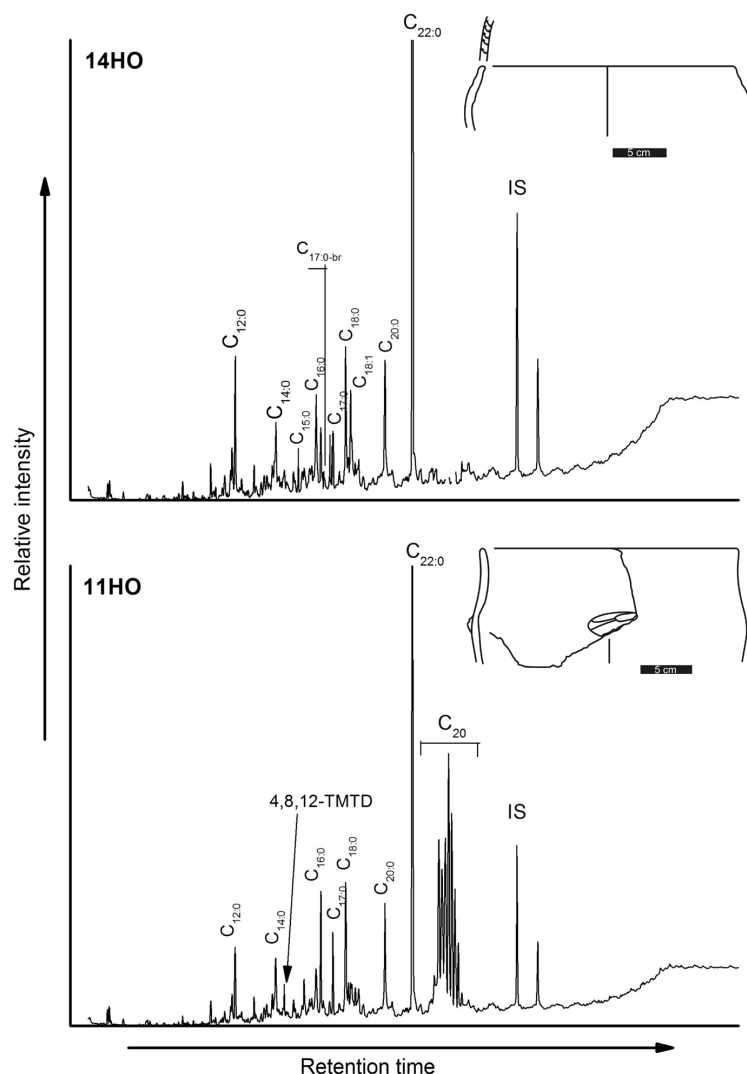 14HO
C22:0
5 cm
IS
C17:0-br
C12:0
C14:0
C15:0
C16:0
C17:0
C18:0
C18:1
C20:0
Relative intensity
11HO
C22:0
5 cm
C20
IS
4,8,12-TMTD
C12:0
C14:0
C16:0
C17:0
C18:0
C20:0
Retention time